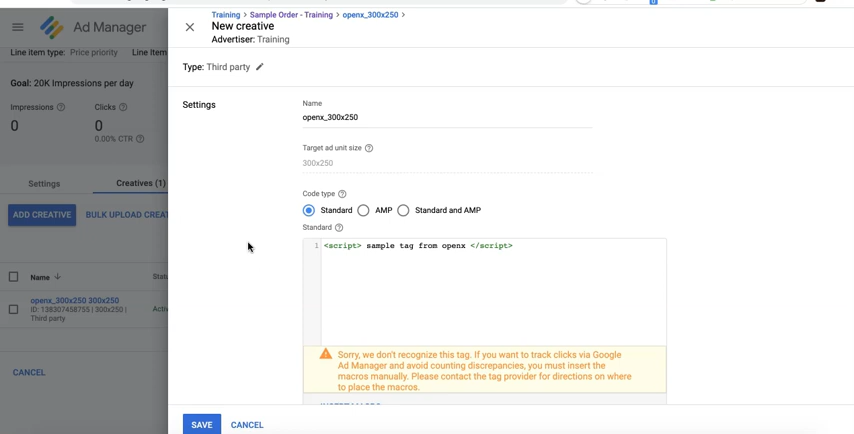 Training > Sample Order - Training > openx_300x250 >
New creative
Advertiser: Training
Ad Manager
Line item type: Price priority Line Item
Goal: 20K Impressions per day
Impressions Clicks
0 0
0.00% CTR
Settings Creatives (1)
ADD CREATIVE BULK UPLOAD CREAT
Name Statu
openx_300x250 300x250
ID: 138307458755 | 300x250 |
Third party
Activ
CANCEL
Type: Third party
Settings
Name
openx_300x250
Target ad unit size
300x250
Code type
Standard AMP Standard and AMP
Standard
1 <script> sample tag from openx </script>
Sorry, we don't recognize this tag. If you want to track clicks via Google
Ad Manager and avoid counting discrepancies, you must insert the
macros manually. Please contact the tag provider for directions on where
to place the macros.
SAVE CANCEL